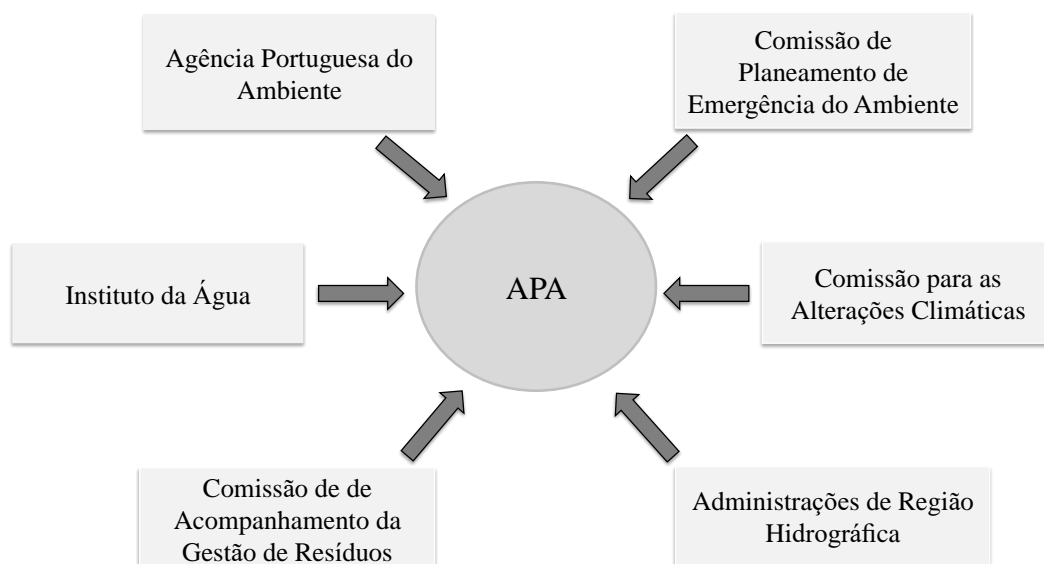 Agência Portuguesa do
Ambiente
Comissão de
Planeamento de
Emergência do Ambiente
Instituto da Água
APA
Comissão para as
Alterações Climáticas
Comissão de de
Acompanhamento da
Gestão de Resíduos
Administrações de Região
Hidrográfica